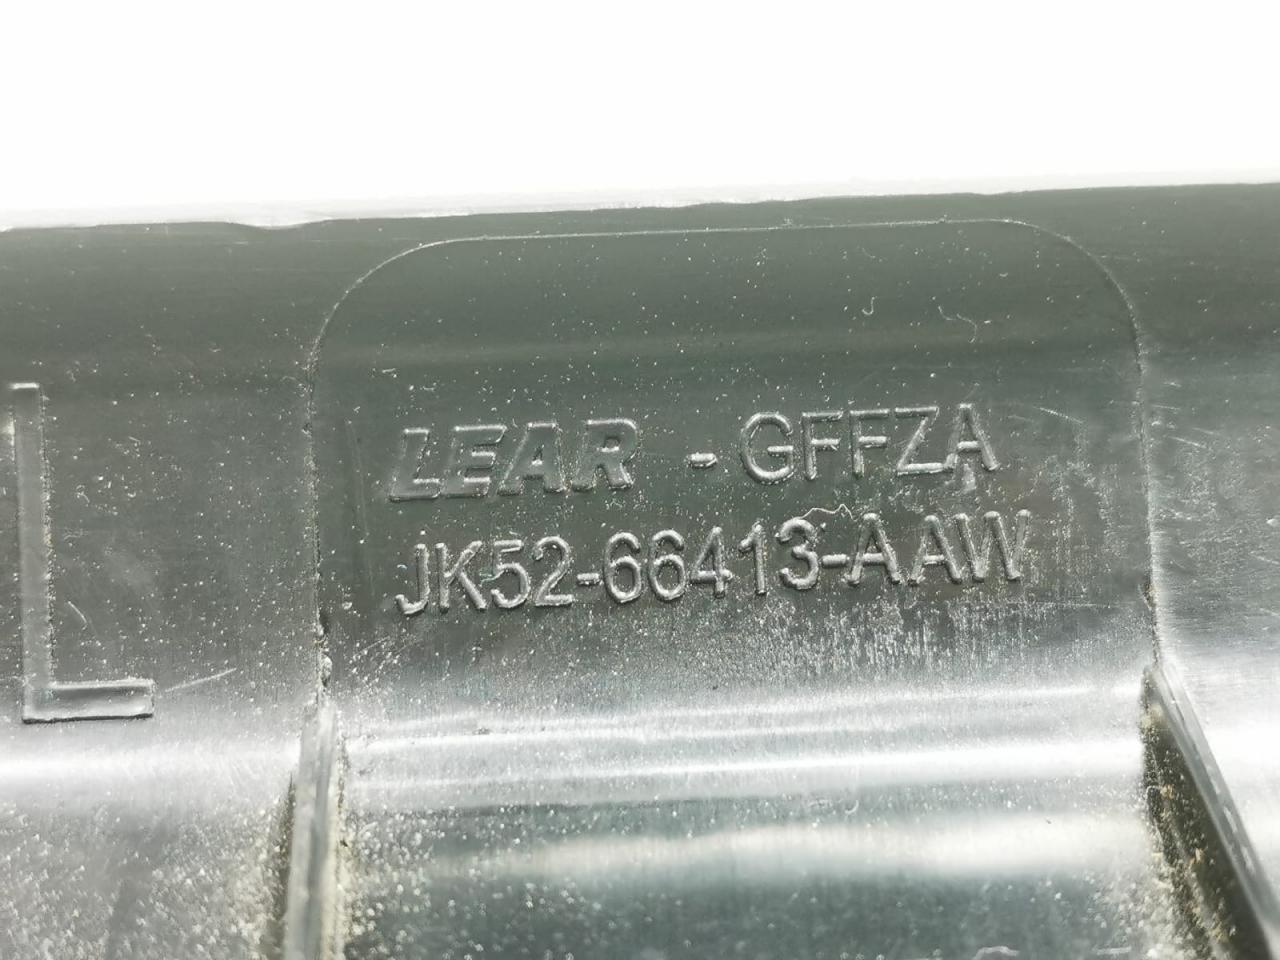 LEAR - GFFZA
JK52-66413-AAW
L